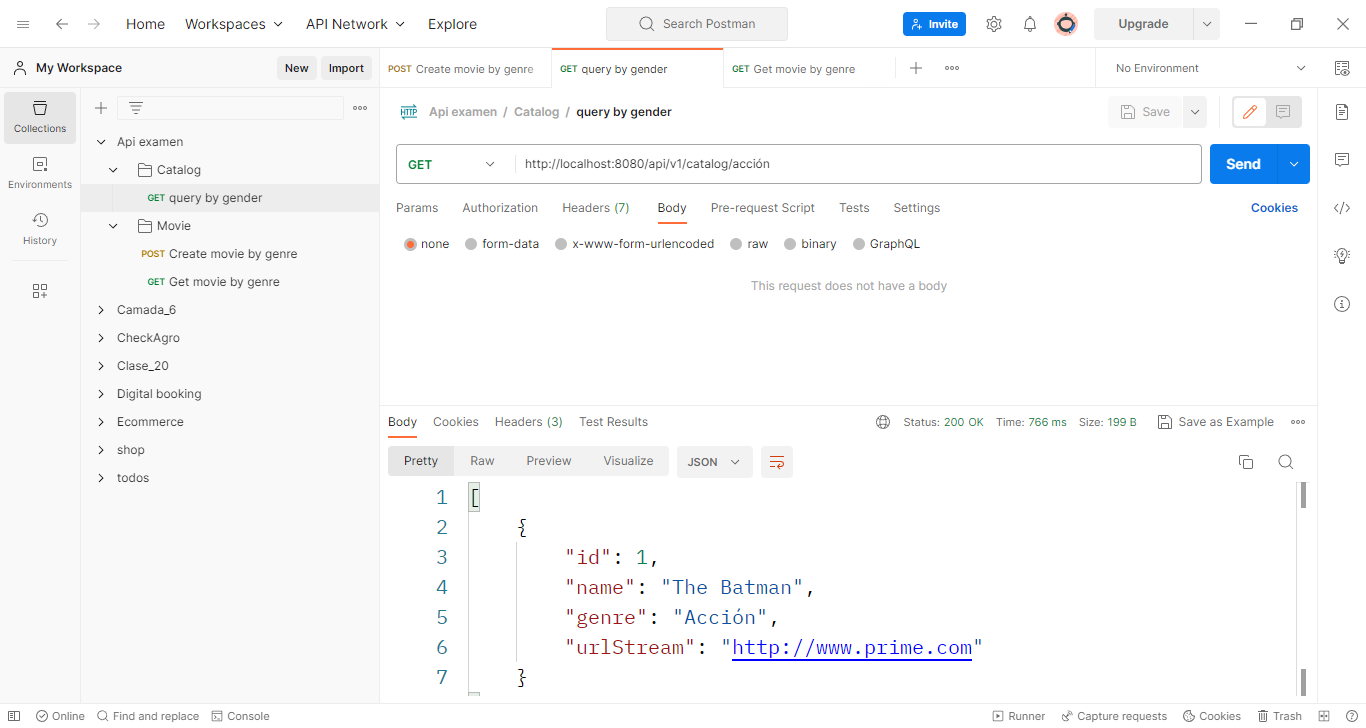 Home Workspaces API Network Explore Search Postman Invite Upgrade
My Workspace New Import POST Create movie by genre GET query by gender GET Get movie by genre No Environment
Collections
Environments
History
Api examen
Catalog
GET query by gender
Movie
POST Create movie by genre
GET Get movie by genre
Camada_6
CheckAgro
Clase_20
Digital booking
Ecommerce
shop
todos
HTTP Api examen / Catalog / query by gender Save
GET http://localhost:8080/api/v1/catalog/acción Send
Params Authorization Headers (7) Body Pre-request Script Tests Settings Cookies
none form-data x-www-form-urlencoded raw binary GraphQL
This request does not have a body
Body Cookies Headers (3) Test Results Status: 200 OK Time: 766 ms Size: 199 B Save as Example
Pretty Raw Preview Visualize JSON
1 [
2 {
3 "id": 1,
4 "name": "The Batman",
5 "genre": "Acción",
6 "urlStream": "http://www.prime.com"
7 }
Online Find and replace Console Runner Capture requests Cookies Trash